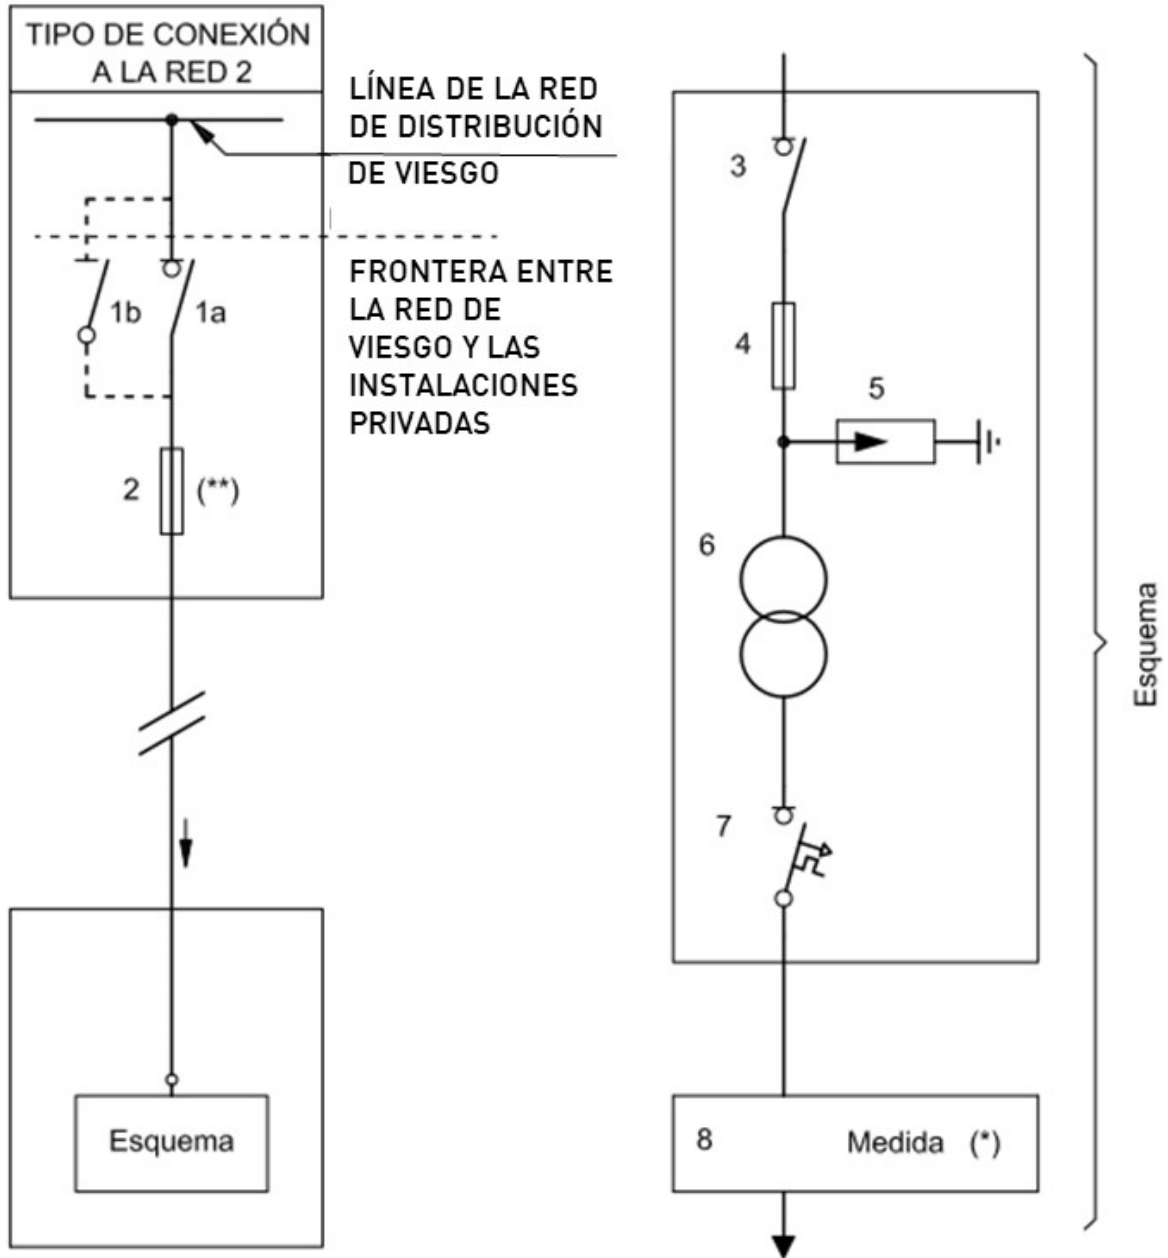 TIPO DE CONEXIÓN
A LA RED 2
LÍNEA DE LA RED
DE DISTRIBUCIÓN
DE VIESGO
FRONTERA ENTRE
LA RED DE
VIESGO Y LAS
INSTALACIONES
PRIVADAS
1b
1a
2
(**)
Esquema
3
4
5
6
7
8
Medida (*)
Esquema